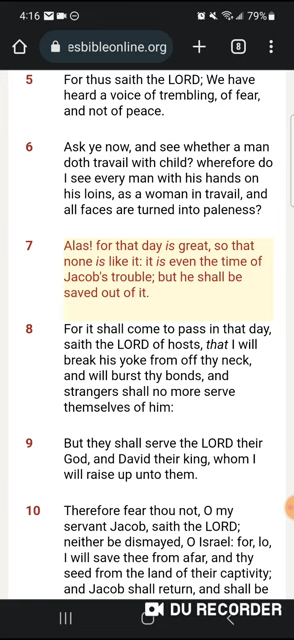 4:16
79%
esbibleonline.org
8
5 For thus saith the LORD; We have
heard a voice of trembling, of fear,
and not of peace.
6 Ask ye now, and see whether a man
doth travail with child? wherefore do
I see every man with his hands on
his loins, as a woman in travail, and
all faces are turned into paleness?
7 Alas! for that day is great, so that
none is like it: it is even the time of
Jacob's trouble; but he shall be
saved out of it.
8 For it shall come to pass in that day,
saith the LORD of hosts, that I will
break his yoke from off thy neck,
and will burst thy bonds, and
strangers shall no more serve
themselves of him:
9 But they shall serve the LORD their
God, and David their king, whom I
will raise up unto them.
10 Therefore fear thou not, O my
servant Jacob, saith the LORD;
neither be dismayed, O Israel: for, lo,
I will save thee from afar, and thy
seed from the land of their captivity;
and Jacob shall return, and shall be
DU RECORDER